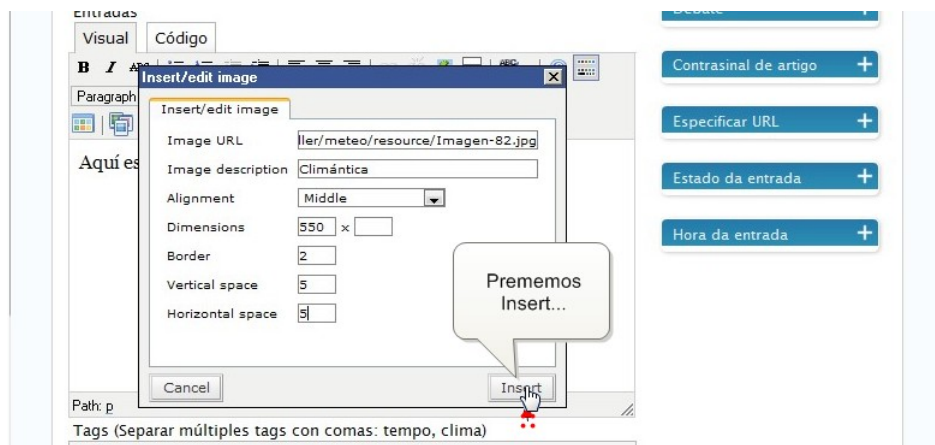 Entradas
Debate
Visual
Código
B I ABC
Insert/edit image
Paragraph
Insert/edit image
Image URL
ller/meteo/resource/Imagen-82.jpg
Image description
Climántica
Alignment
Middle
Dimensions
550 x
Border
2
Vertical space
5
Horizontal space
5
Aquí es
Prememos
Insert...
Cancel
Insert
Path: p
Tags (Separar múltiples tags con comas: tempo, clima)
Contrasinal de artigo
Especificar URL
Estado da entrada
Hora da entrada